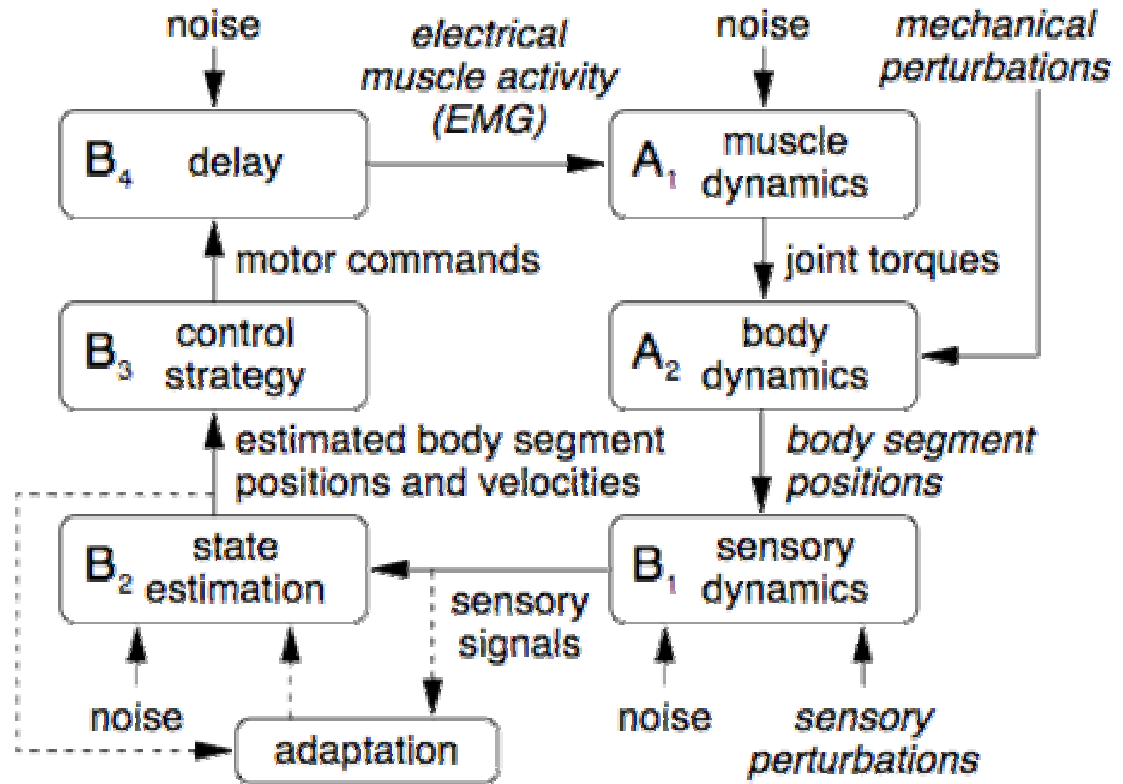 noise
electrical
muscle activity
(EMG)
noise
mechanical
perturbations
B4 delay
A1 muscle
dynamics
motor commands
joint torques
B3 control
strategy
A2 body
dynamics
estimated body segment
positions and velocities
body segment
positions
B2 state
estimation
sensory
signals
B1 sensory
dynamics
noise
adaptation
noise
sensory
perturbations